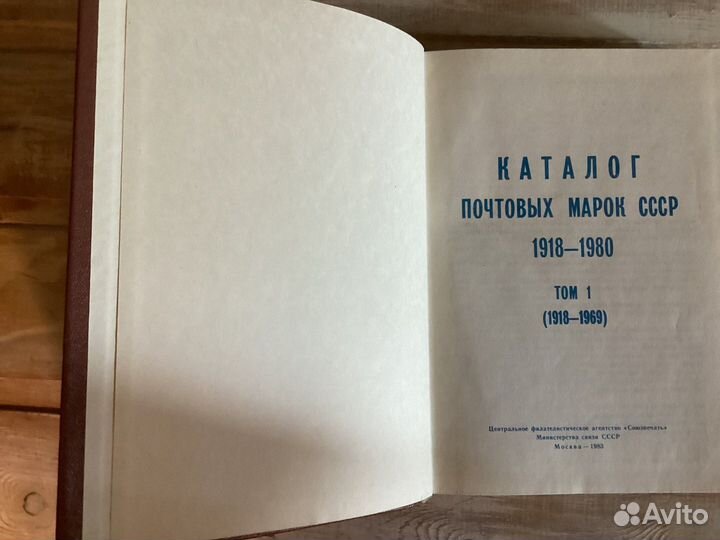 КАТАЛОГ
ПОЧТОВЫХ МАРОК СССР
1918—1980
ТОМ 1
(1918—1969)
Центральное филателистическое агентство «Союзпечать»
Министерства связи СССР
Москва — 1983
Avito